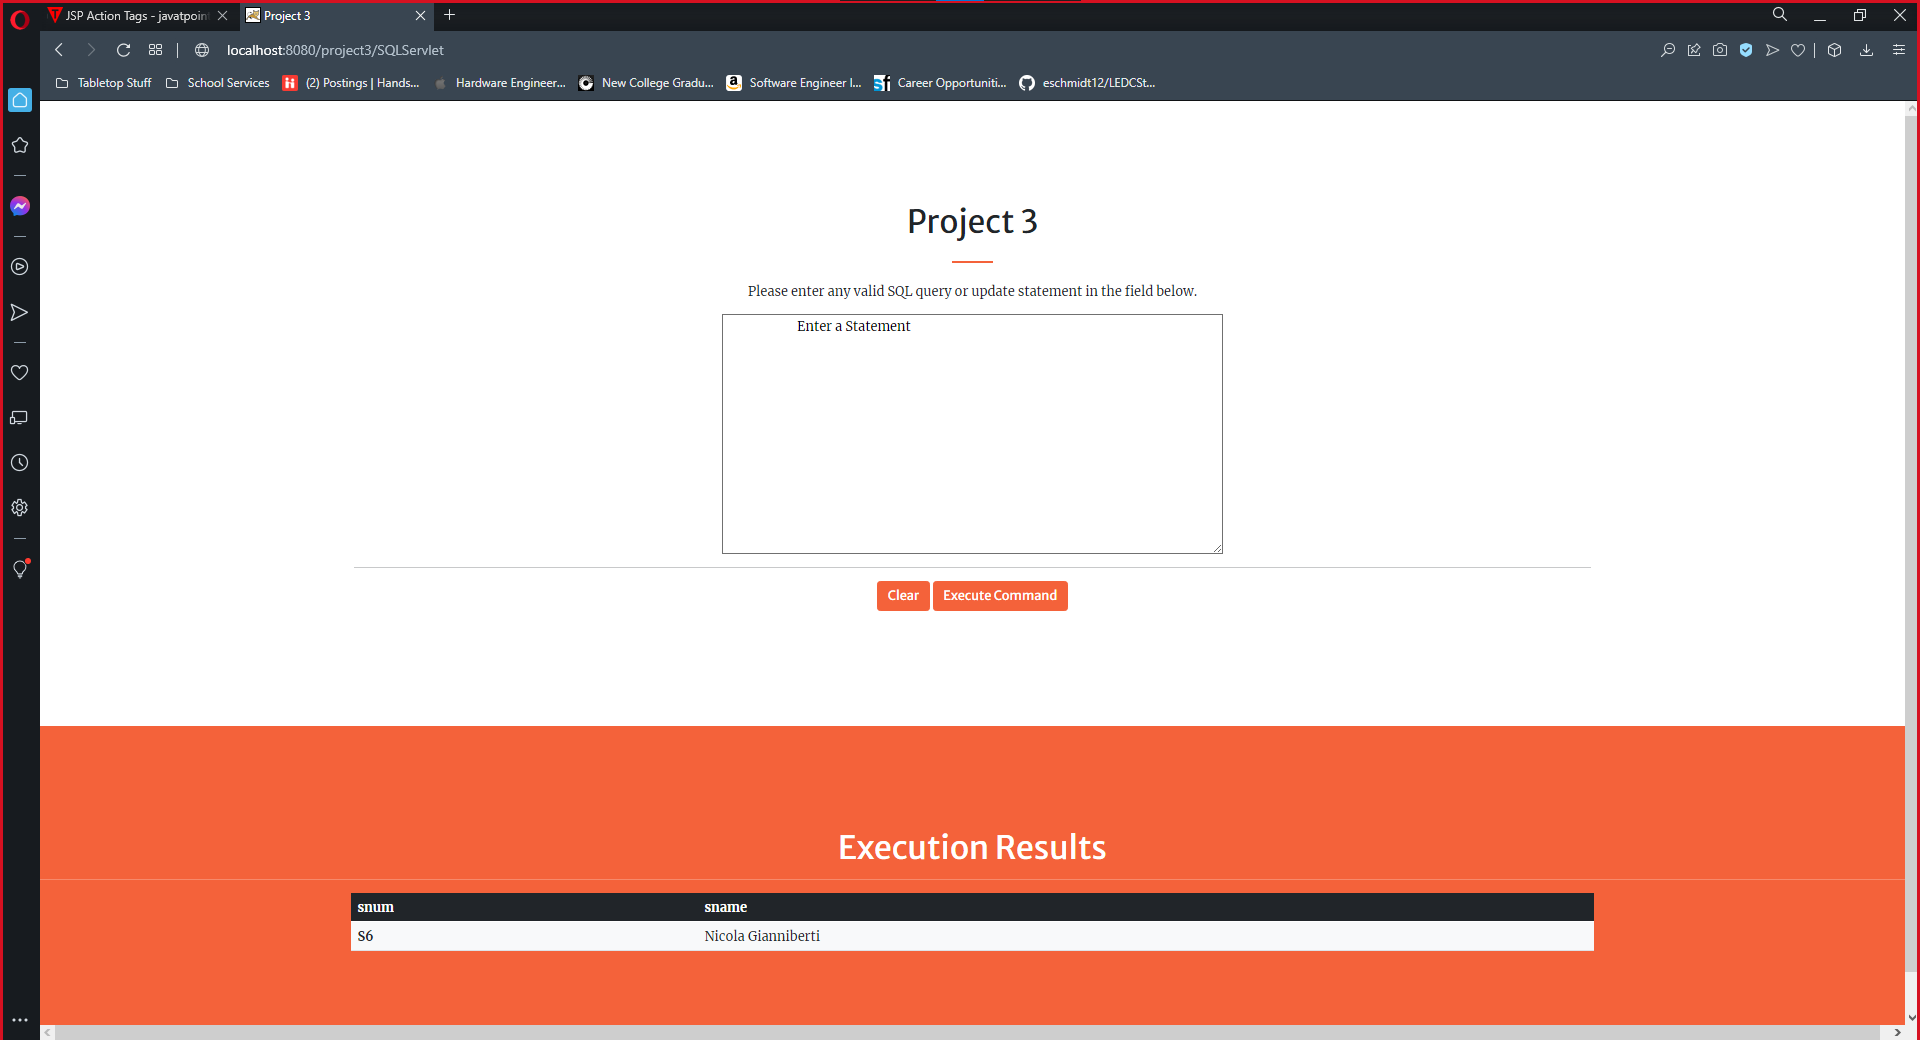 JSP Action Tags - javatpoint
Project 3
localhost:8080/project3/SQLServlet
Tabletop Stuff
School Services
(2) Postings | Hands...
Hardware Engineer...
New College Gradu...
Software Engineer I...
Career Opportuniti...
eschmidt12/LEDCSt...
Project 3
Please enter any valid SQL query or update statement in the field below.
Enter a Statement
Clear
Execute Command
Execution Results
snum sname
S6 Nicola Gianniberti